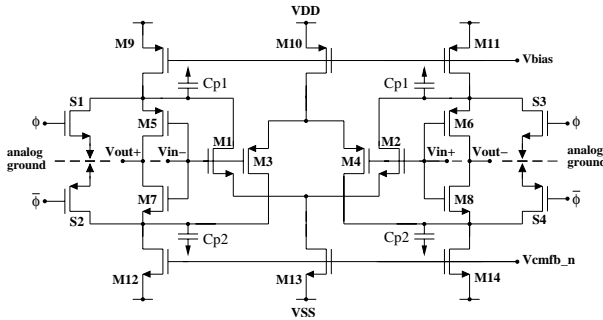 VDD
M9 M10 M11
Vbias
Cp1 Cp1
S1 S3
ϕ M5 M6 ϕ
M1 M2
analog ground Vout+ Vin− M3 M4 Vin+ Vout− analog ground
ϕ̅ M7 M8 ϕ̅
S2 S4
Cp2 Cp2
Vcmfb_n
M12 M13 M14
VSS